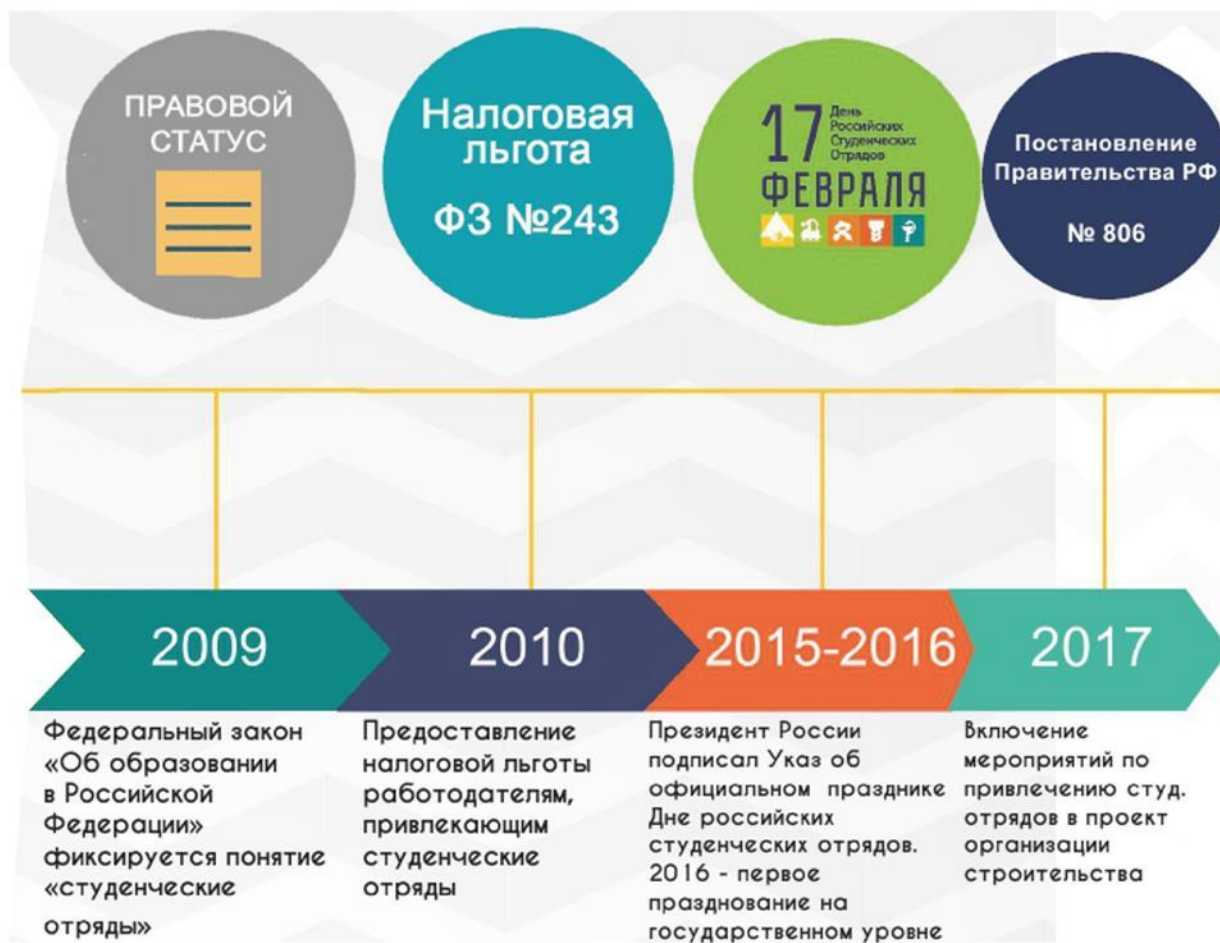 ПРАВОВОЙ
СТАТУС
Налоговая
льгота
ФЗ №243
17
День
Российских
Студенческих
Отрядов
ФЕВРАЛЯ
Постановление
Правительства РФ
№ 806
2009
2010
2015-2016
2017
Федеральный закон
«Об образовании
в Российской
Федерации»
фиксируется понятие
«студенческие
отряды»
Предоставление
налоговой льготы
работодателям,
привлекающим
студенческие
отряды
Президент России
подписал Указ об
официальном празднике
Дне российских
студенческих отрядов.
2016 - первое
празднование на
государственном уровне
Включение
мероприятий по
привлечению студ.
отрядов в проект
организации
строительства